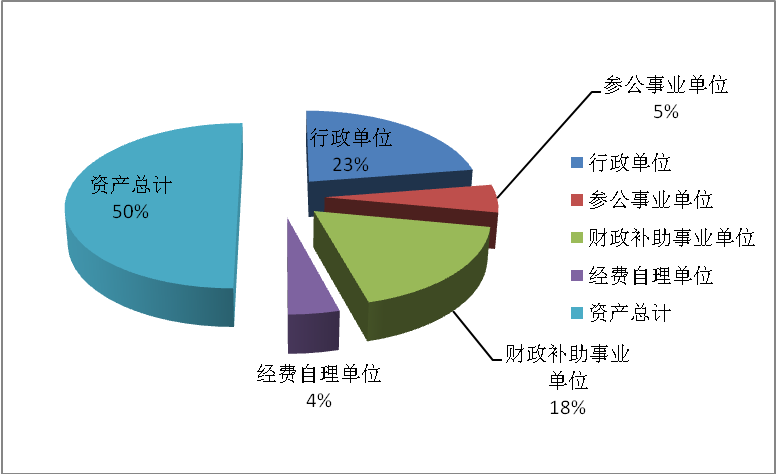 参公事业单位
5%
行政单位
23%
资产总计
50%
行政单位
参公事业单位
财政补助事业单位
经费自理单位
资产总计
财政补助事业
单位
18%
经费自理单位
4%